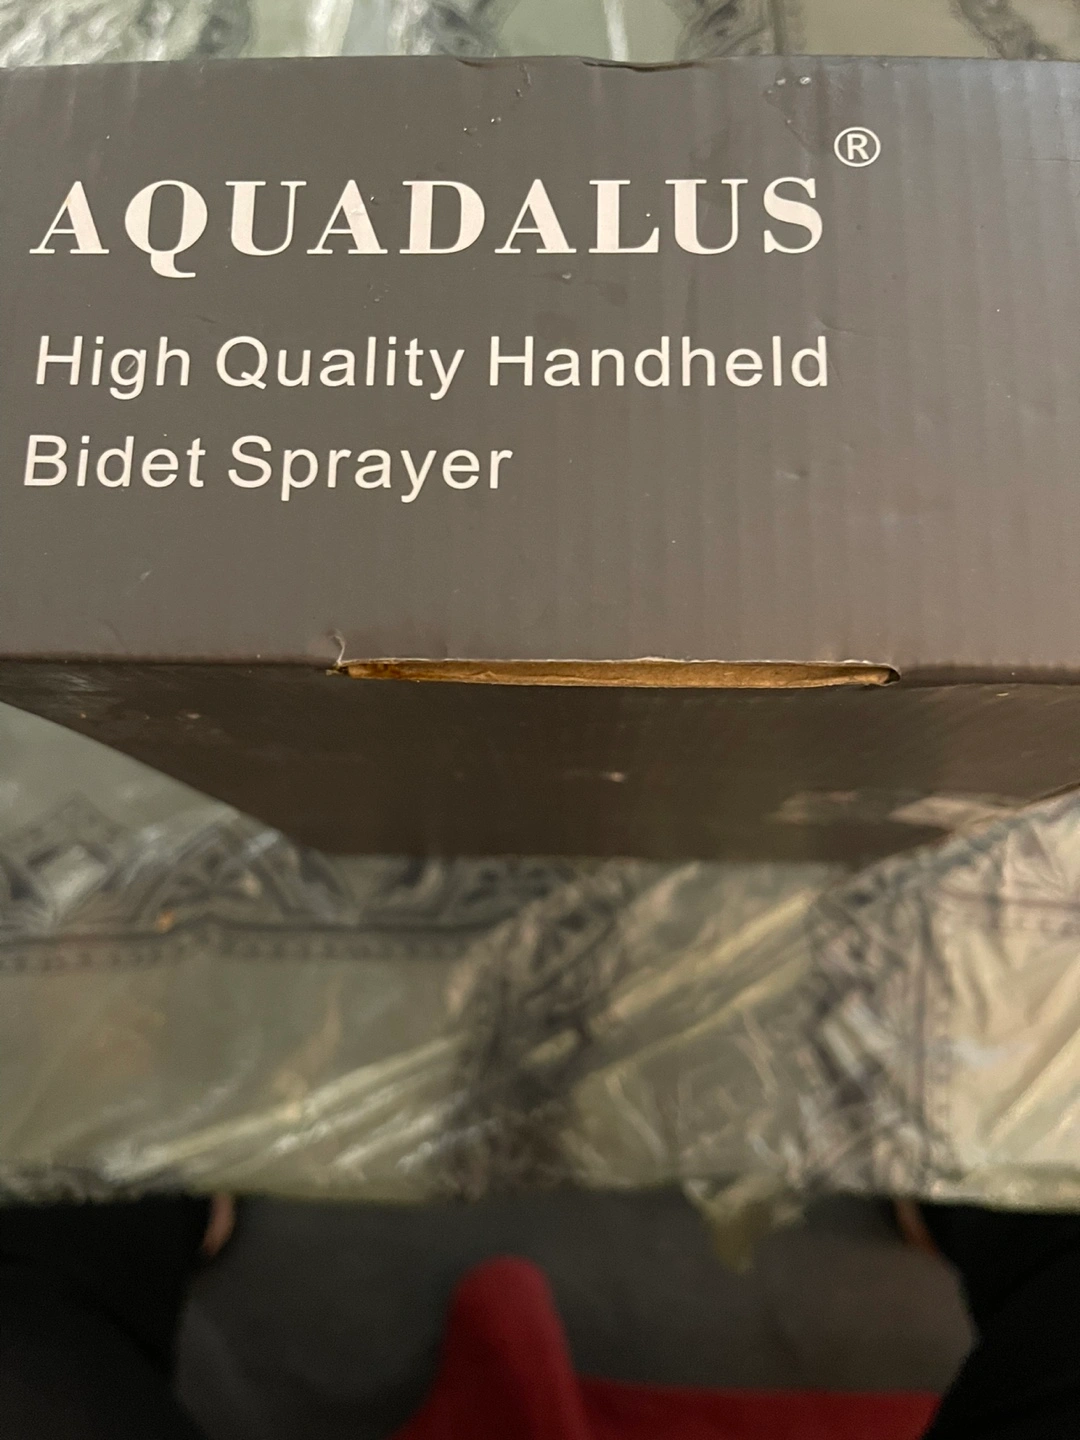 AQUADALUS®
High Quality Handheld
Bidet Sprayer